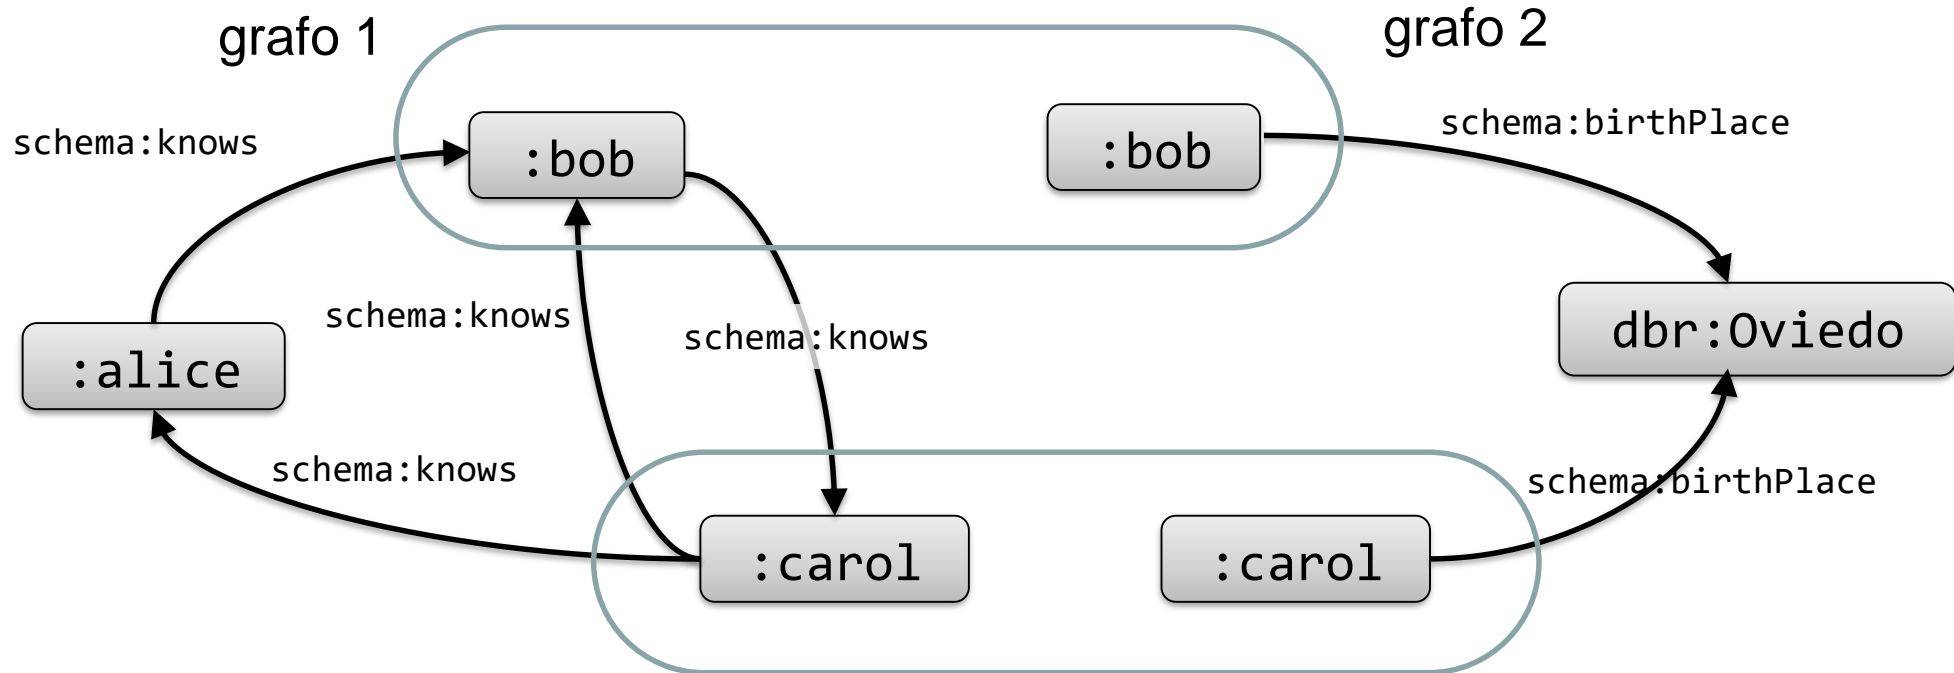 grafo 1
grafo 2
schema:knows
:bob
:bob
schema:birthPlace
schema:knows
schema:knows
:alice
dbr:Oviedo
schema:knows
schema:birthPlace
:carol
:carol